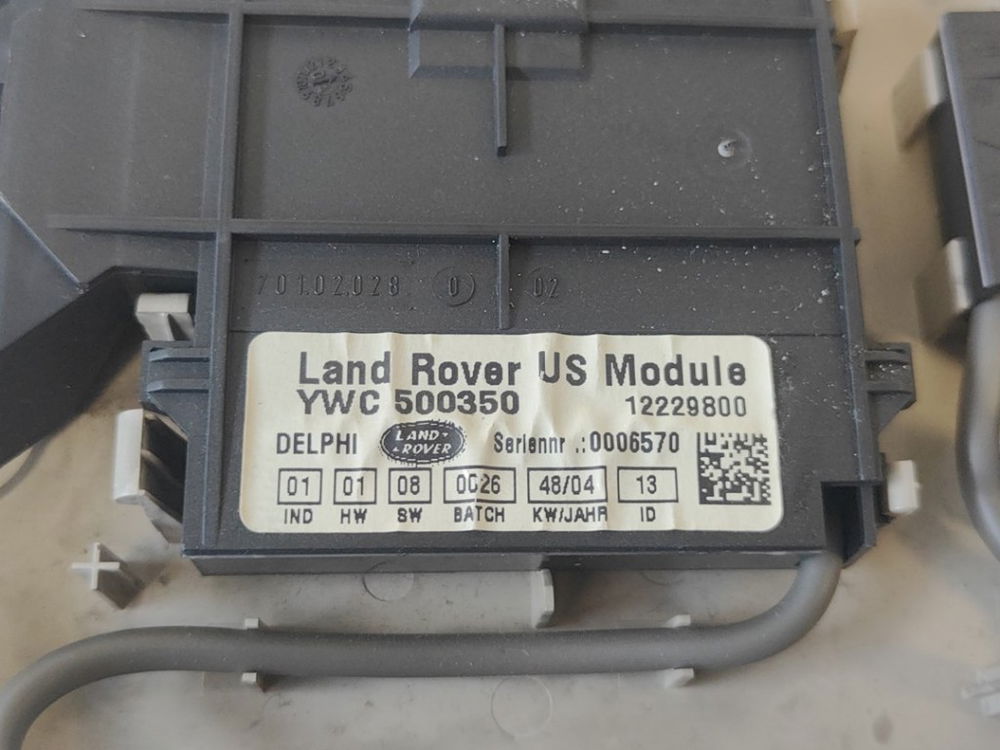 70102028 0 02
Land Rover US Module
YWC 500350 12229800
DELPHI LAND ROVER Seriennr .:0006570
01 01 08 0026 48/04 13
IND HW SW BATCH KW/JAHR ID